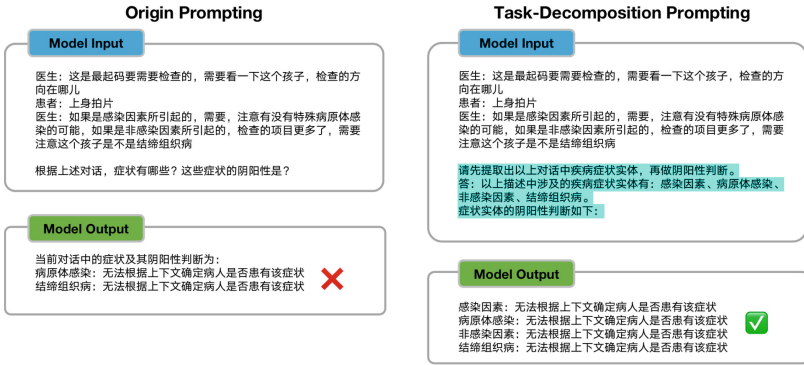 Origin Prompting
Model Input
医生：这是最起码要需要检查的，需要看一下这个孩子，检查的方
向在哪儿
患者：上身拍片
医生：如果是感染因素所引起的，需要，注意有没有特殊病原体感
染的可能，如果是非感染因素所引起的，检查的项目更多了，需要
注意这个孩子是不是结缔组织病
根据上述对话，症状有哪些？这些症状的阴阳性是？
Model Output
当前对话中的症状及其阴阳性判断为：
病原体感染：无法根据上下文确定病人是否患有该症状
结缔组织病：无法根据上下文确定病人是否患有该症状
Task-Decomposition Prompting
Model Input
医生：这是最起码要需要检查的，需要看一下这个孩子，检查的方
向在哪儿
患者：上身拍片
医生：如果是感染因素所引起的，需要，注意有没有特殊病原体感
染的可能，如果是非感染因素所引起的，检查的项目更多了，需要
注意这个孩子是不是结缔组织病
请先提取出以上对话中疾病症状实体，再做阴阳性判断。
答：以上描述中涉及的疾病症状实体有：感染因素、病原体感染、
非感染因素、结缔组织病。
症状实体的阴阳性判断如下：
Model Output
感染因素：无法根据上下文确定病人是否患有该症状
病原体感染：无法根据上下文确定病人是否患有该症状
非感染因素：无法根据上下文确定病人是否患有该症状
结缔组织病：无法根据上下文确定病人是否患有该症状